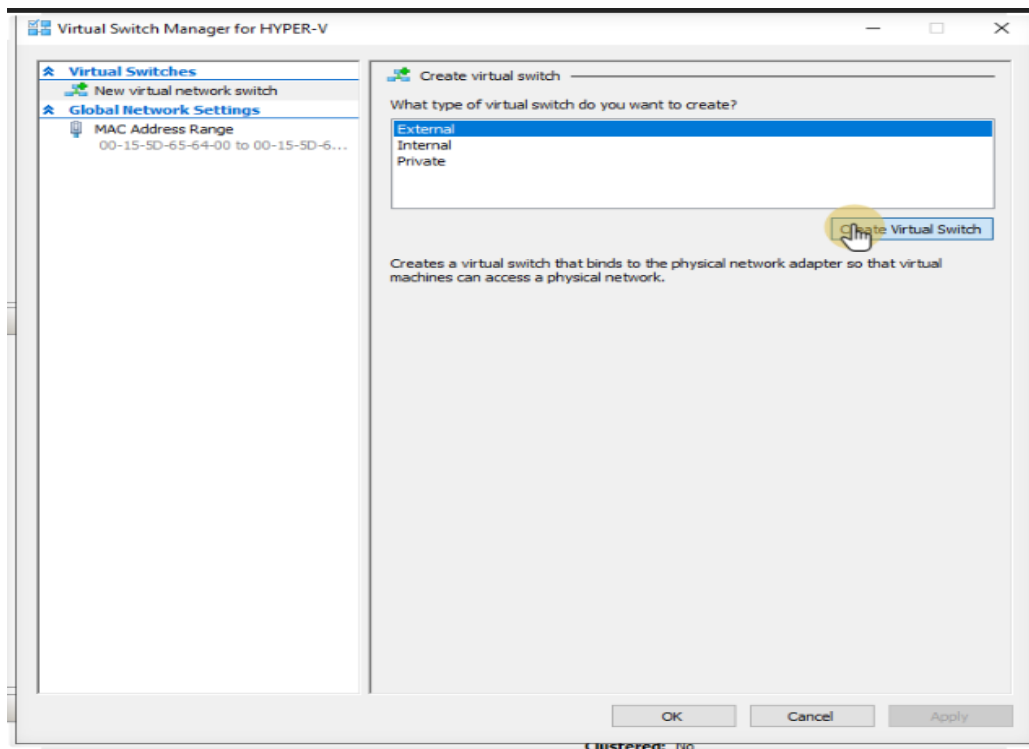 Virtual Switch Manager for HYPER-V
Virtual Switches
New virtual network switch
Global Network Settings
MAC Address Range
00-15-5D-65-64-00 to 00-15-5D-6...
Create virtual switch
What type of virtual switch do you want to create?
External
Internal
Private
Create Virtual Switch
Creates a virtual switch that binds to the physical network adapter so that virtual
machines can access a physical network.
OK
Cancel
Apply
Clustered: No